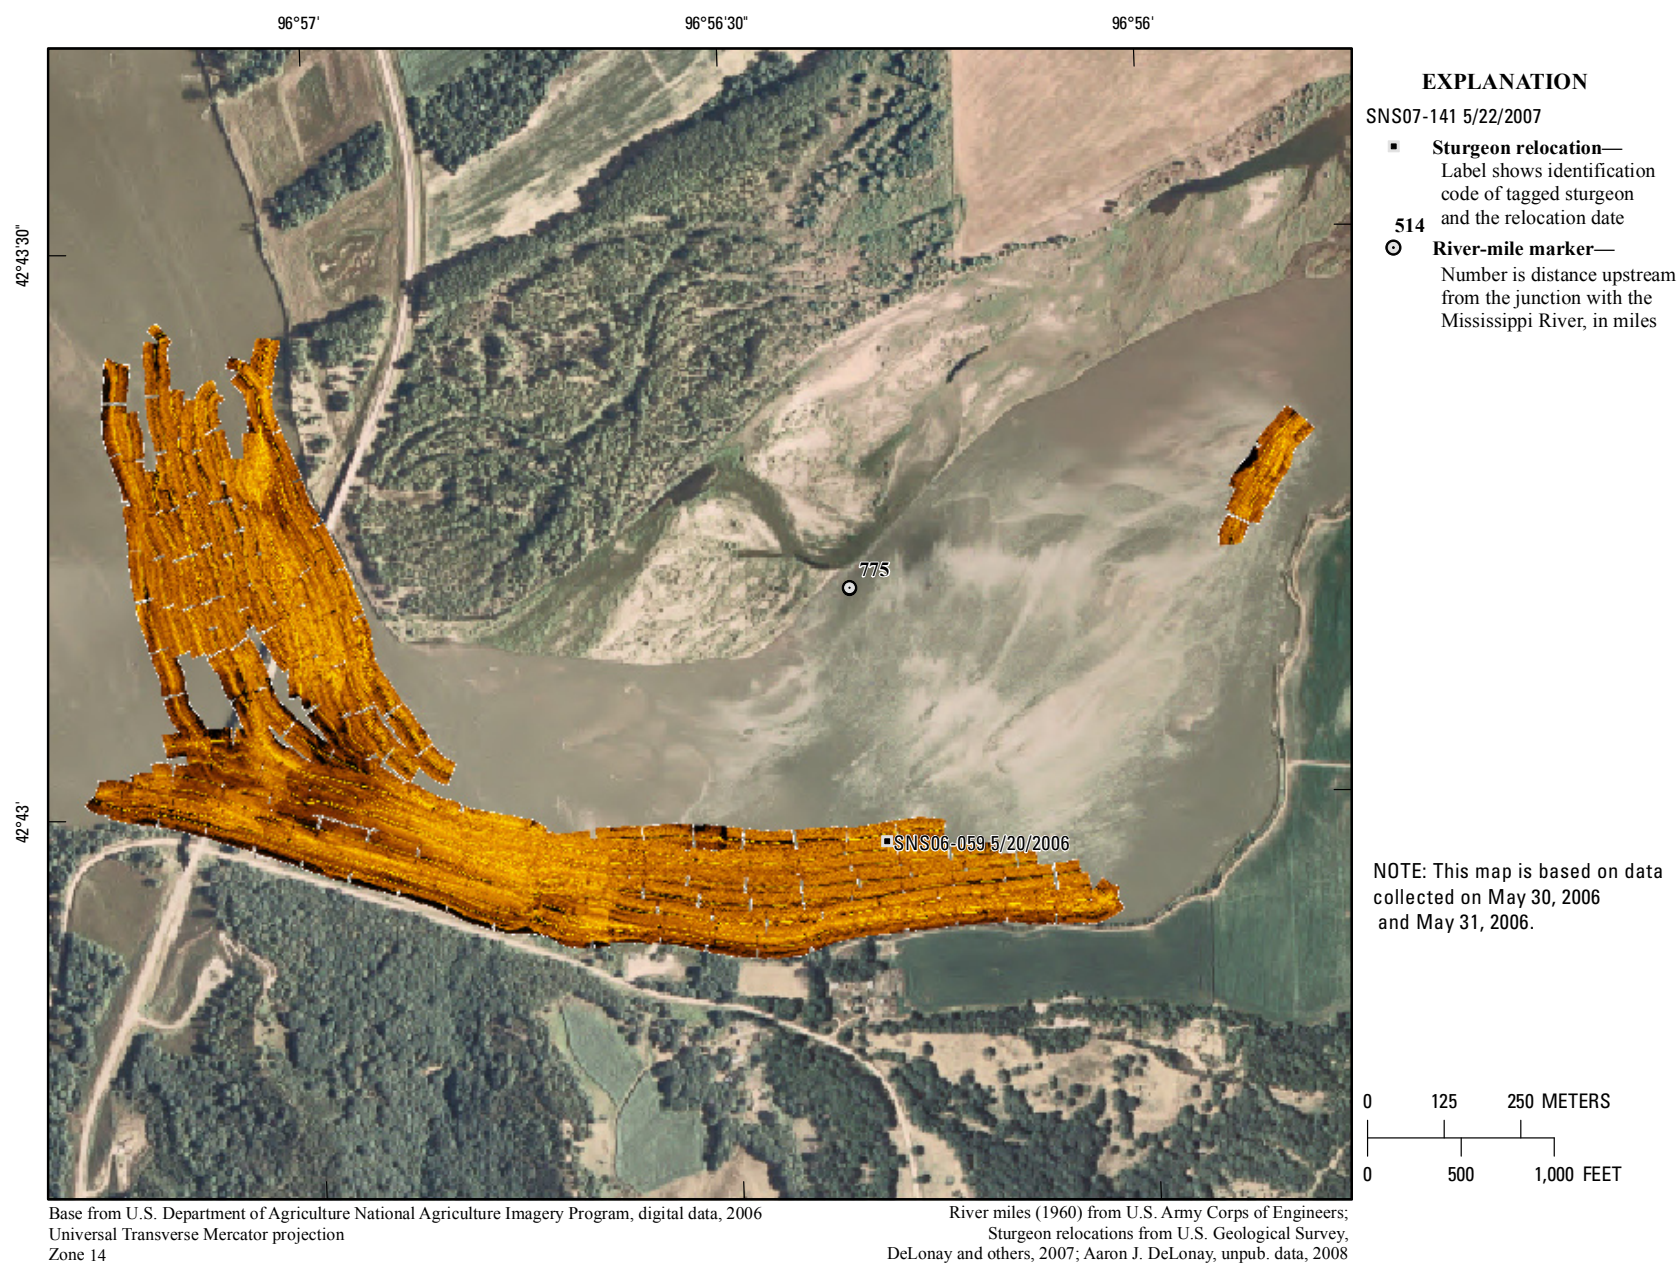 96°57'
96°56'30"
96°56'
42°43'30"
42°43'
775
SNS06-059 5/20/2006
EXPLANATION
SNS07-141 5/22/2007
Sturgeon relocation—
Label shows identification
code of tagged sturgeon
and the relocation date
514
River-mile marker—
Number is distance upstream
from the junction with the
Mississippi River, in miles
NOTE: This map is based on data
collected on May 30, 2006
and May 31, 2006.
0 125 250 METERS
0 500 1,000 FEET
Base from U.S. Department of Agriculture National Agriculture Imagery Program, digital data, 2006
Universal Transverse Mercator projection
Zone 14
River miles (1960) from U.S. Army Corps of Engineers;
Sturgeon relocations from U.S. Geological Survey,
DeLonay and others, 2007; Aaron J. DeLonay, unpub. data, 2008